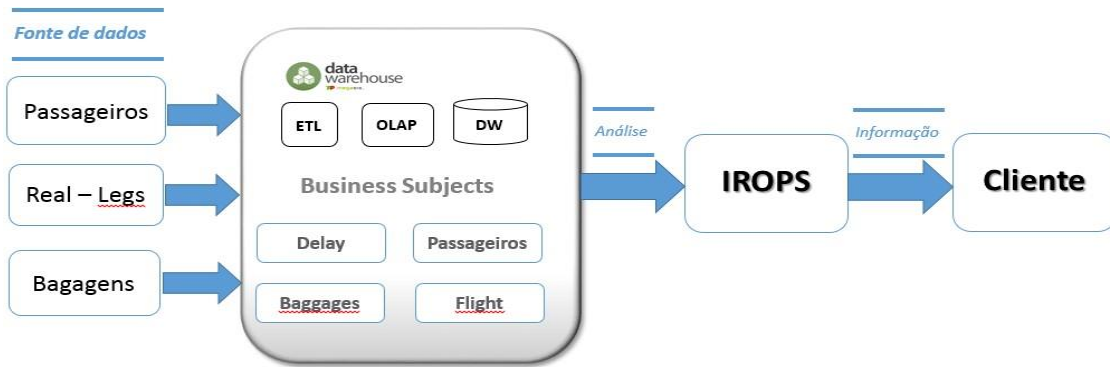 Fonte de dados
Passageiros
Real – Legs
Bagagens
data
warehouse
ETL
OLAP
DW
Business Subjects
Delay
Passageiros
Baggages
Flight
Análise
IROPS
Informação
Cliente